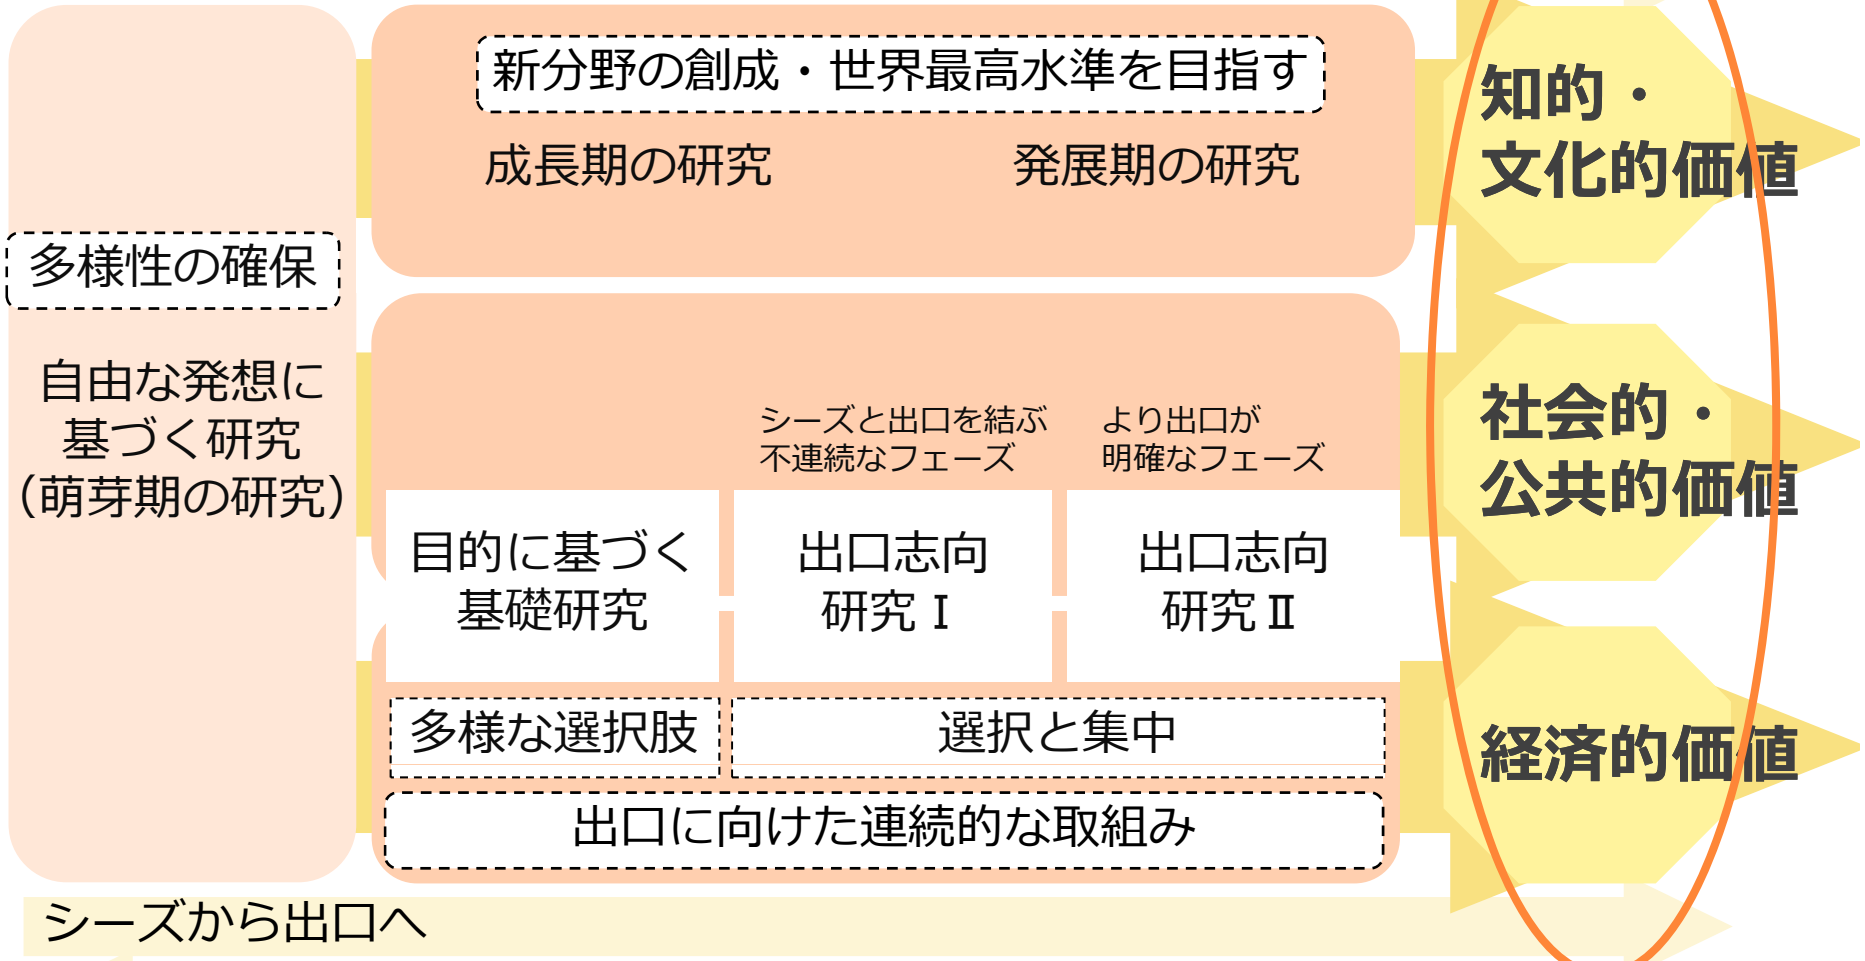 新分野の創成・世界最高水準を目指す
成長期の研究
発展期の研究
知的・
文化的価値
多様性の確保
自由な発想に
基づく研究
（萌芽期の研究）
シーズと出口を結ぶ
不連続なフェーズ
より出口が
明確なフェーズ
社会的・
公共的価値
目的に基づく
基礎研究
出口志向
研究Ⅰ
出口志向
研究Ⅱ
多様な選択肢
選択と集中
経済的価値
出口に向けた連続的な取組み
シーズから出口へ